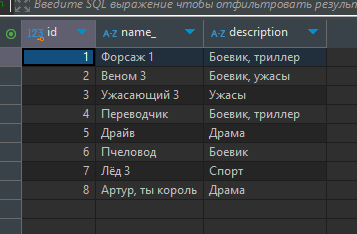 Введите SQL выражение чтобы отфильтровать резуль
123 id A-Z name_ A-Z description
1 Форсаж 1 Боевик, триллер
2 Веном 3 Боевик, ужасы
3 Ужасающий 3 Ужасы
4 Переводчик Боевик, триллер
5 Драйв Драма
6 Пчеловод Боевик
7 Лёд 3 Спорт
8 Артур, ты король Драма